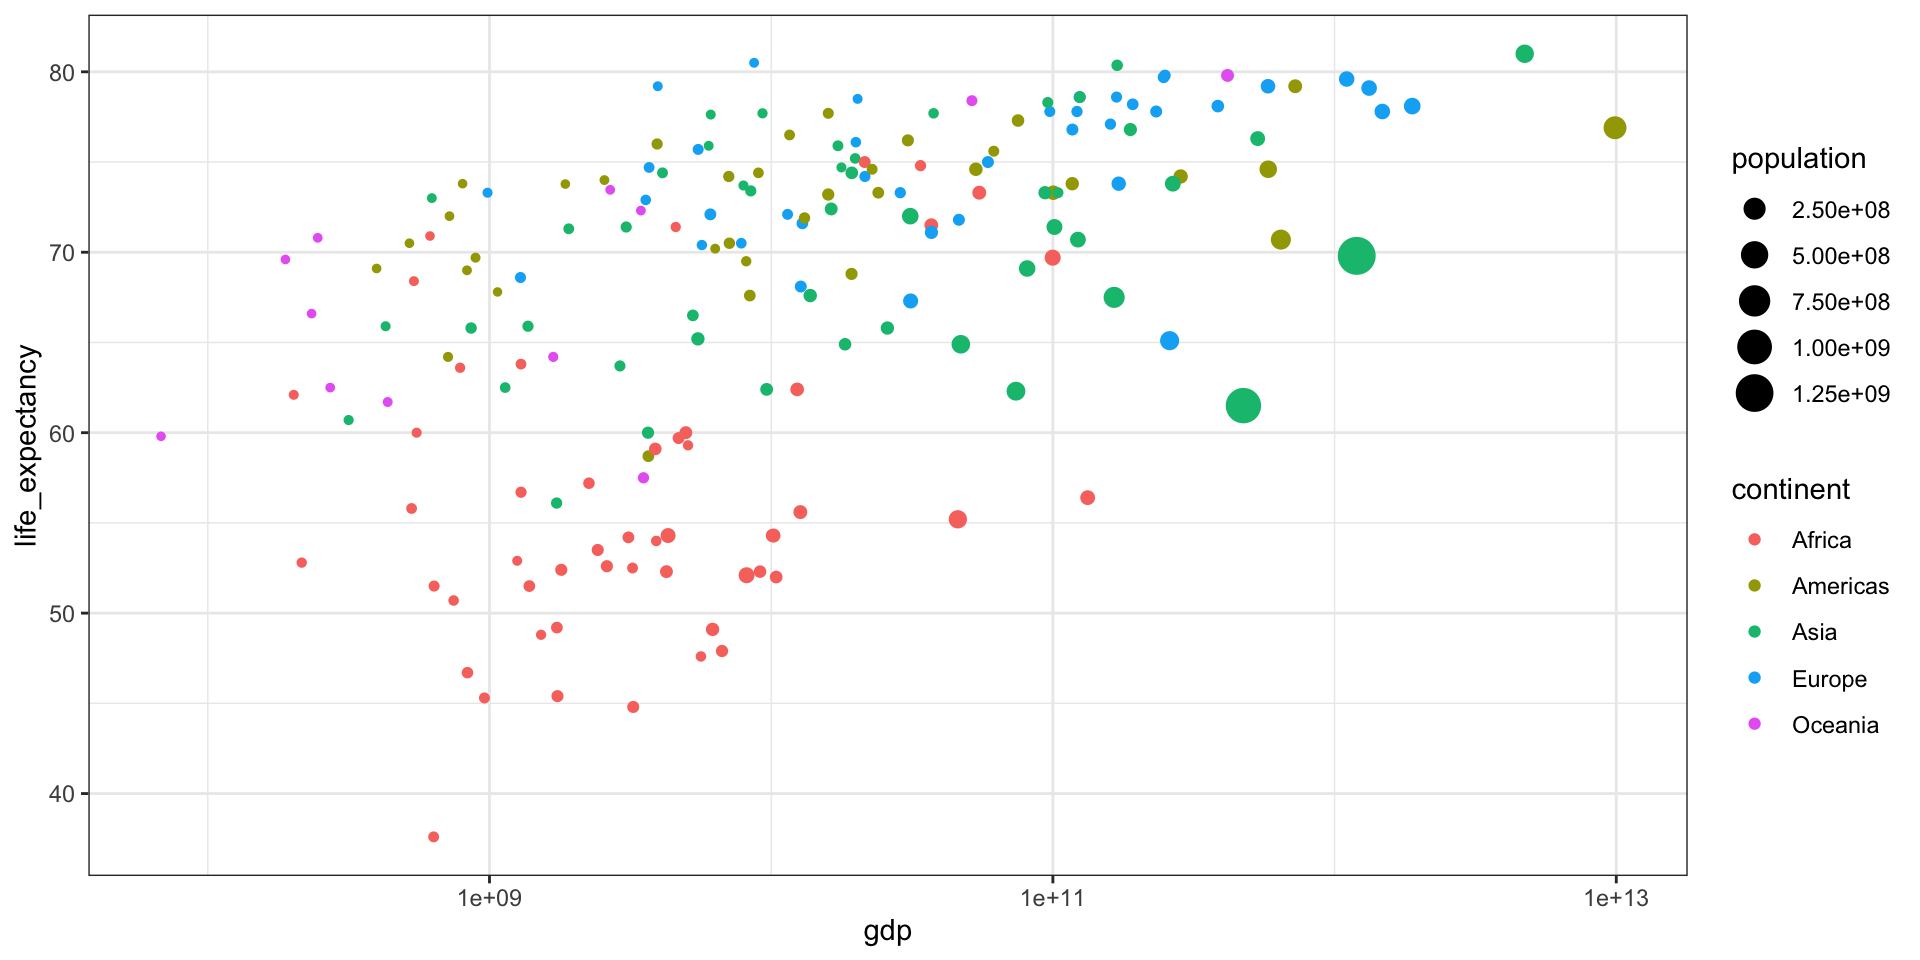 80
70
60
50
40
life_expectancy
1e+09
1e+11
1e+13
gdp
population
2.50e+08
5.00e+08
7.50e+08
1.00e+09
1.25e+09
continent
Africa
Americas
Asia
Europe
Oceania